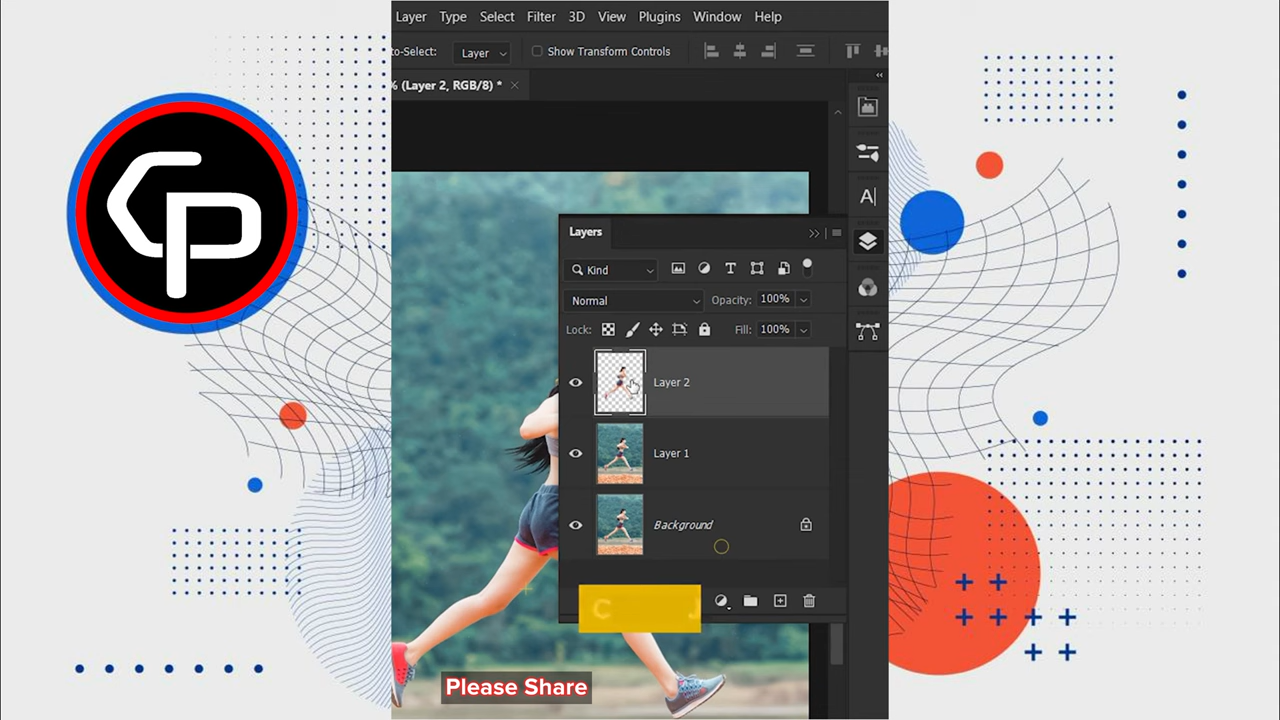 CP
Layer Type Select Filter 3D View Plugins Window Help
to-Select: Layer Show Transform Controls
% (Layer 2, RGB/8) *
A
Layers
Kind
T
Normal Opacity: 100%
Lock: Fill: 100%
Layer 2
Layer 1
Background
C J
Please Share